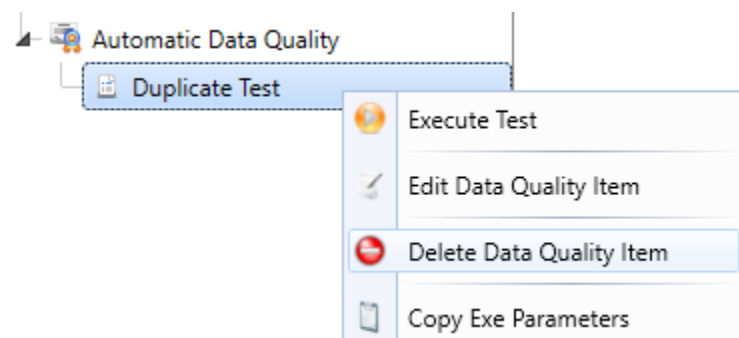 Automatic Data Quality
Duplicate Test
Execute Test
Edit Data Quality Item
Delete Data Quality Item
Copy Exe Parameters